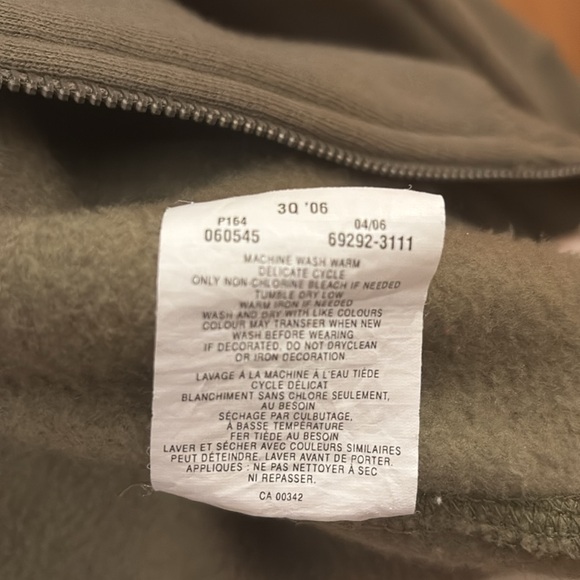 3Q '06
P164 04/06
060545 69292-3111
MACHINE WASH WARM
DELICATE CYCLE
ONLY NON-CHLORINE BLEACH IF NEEDED
TUMBLE DRY LOW
WARM IRON IF NEEDED
WASH AND DRY WITH LIKE COLOURS
COLOUR MAY TRANSFER WHEN NEW
WASH BEFORE WEARING
IF DECORATED, DO NOT DRYCLEAN
OR IRON DECORATION
LAVAGE A LA MACHINE À L'EAU TIÉDE
CYCLE DÉLICAT
BLANCHIMENT SANS CHLORE SEULEMENT,
AU BESOIN
SÉCHAGE PAR CULBUTAGE,
À BASSE TEMPÉRATURE
FER TIÉDE AU BESOIN
LAVER ET SÉCHER AVEC COULEURS SIMILAIRES
PEUT DÉTEINDRE. LAVER AVANT DE PORTER.
APPLIQUES : NE PAS NETTOYER À SEC
NI REPASSER.
CA 00342